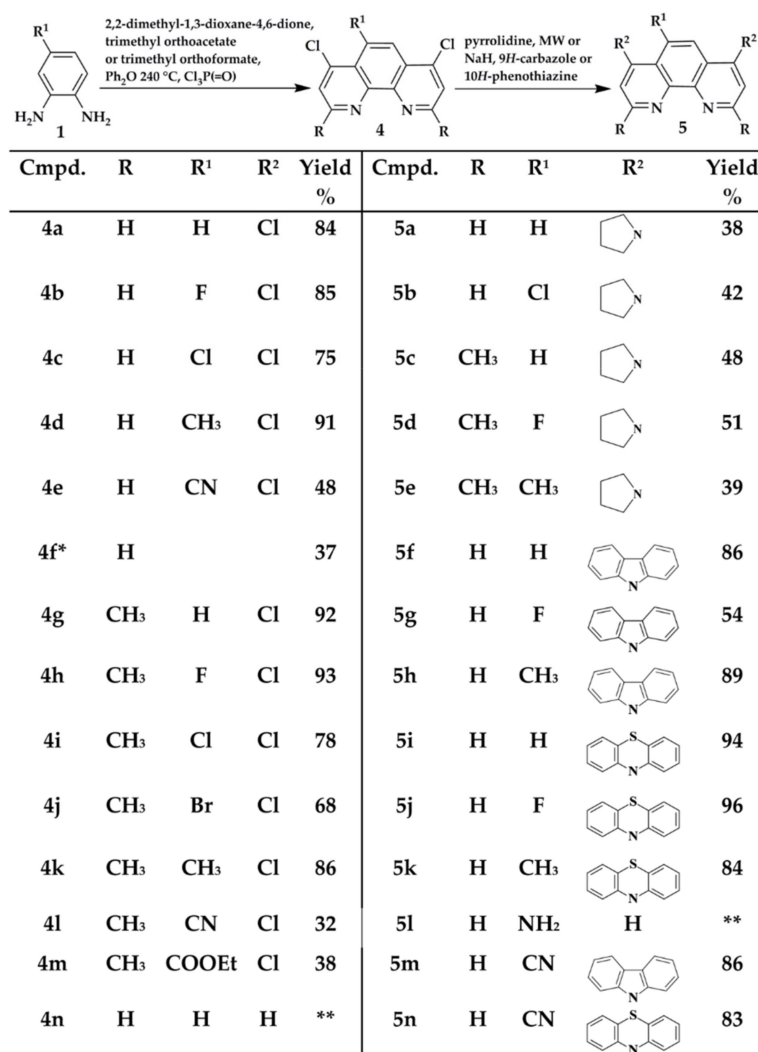 R¹
H₂N
NH₂
1
2,2-dimethyl-1,3-dioxane-4,6-dione,
trimethyl orthoacetate
or trimethyl orthoformate,
Ph₂O 240 °C, Cl₃P(=O)
Cl
R¹
Cl
R
N
N
R
4
pyrrolidine, MW or
NaH, 9H-carbazole or
10H-phenothiazine
R²
R¹
R²
R
N
N
R
5
Cmpd. R R¹ R² Yield % Cmpd. R R¹ R² Yield %
4a H H Cl 84 5a H H N 38
4b H F Cl 85 5b H Cl N 42
4c H Cl Cl 75 5c CH₃ H N 48
4d H CH₃ Cl 91 5d CH₃ F N 51
4e H CN Cl 48 5e CH₃ CH₃ N 39
4f* H 37 5f H H N 86
4g CH₃ H Cl 92 5g H F N 54
4h CH₃ F Cl 93 5h H CH₃ N 89
4i CH₃ Cl Cl 78 5i H H S N 94
4j CH₃ Br Cl 68 5j H F S N 96
4k CH₃ CH₃ Cl 86 5k H CH₃ S N 84
4l CH₃ CN Cl 32 5l H NH₂ H **
4m CH₃ COOEt Cl 38 5m H CN N 86
4n H H H ** 5n H CN S N 83